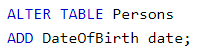 ALTER TABLE Persons
ADD DateOfBirth date;